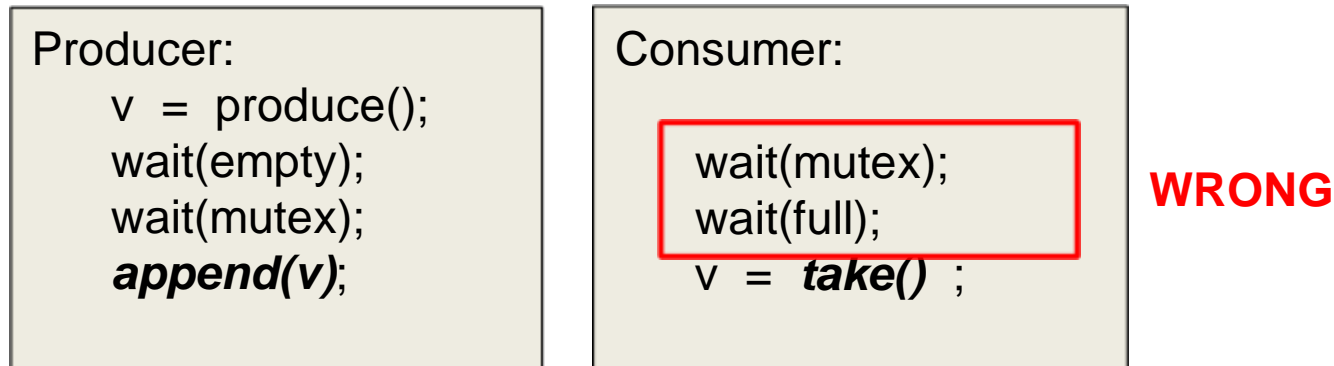 Producer:
v = produce();
wait(empty);
wait(mutex);
append(v);
Consumer:
wait(mutex);
wait(full);
v = take() ;
WRONG